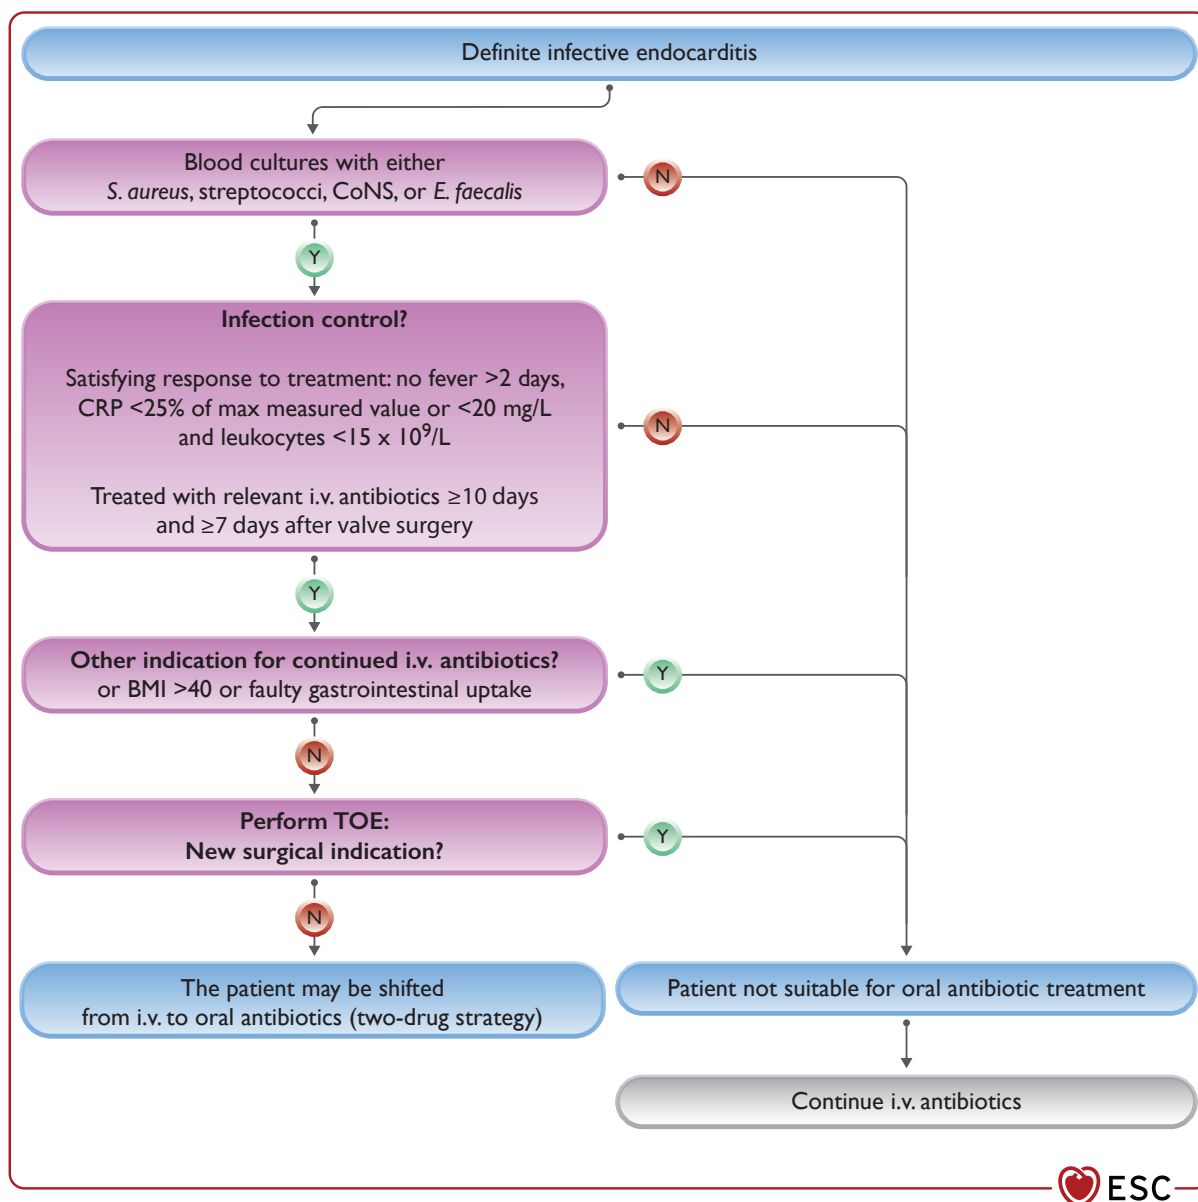 Definite infective endocarditis
Blood cultures with either
S. aureus, streptococci, CoNS, or E. faecalis
N
Y
Infection control?
Satisfying response to treatment: no fever >2 days,
CRP <25% of max measured value or <20 mg/L
and leukocytes <15 x 10⁹/L
Treated with relevant i.v. antibiotics ≥10 days
and ≥7 days after valve surgery
N
Y
Other indication for continued i.v. antibiotics?
or BMI >40 or faulty gastrointestinal uptake
Y
N
Perform TOE:
New surgical indication?
Y
N
The patient may be shifted
from i.v. to oral antibiotics (two-drug strategy)
Patient not suitable for oral antibiotic treatment
Continue i.v. antibiotics
ESC